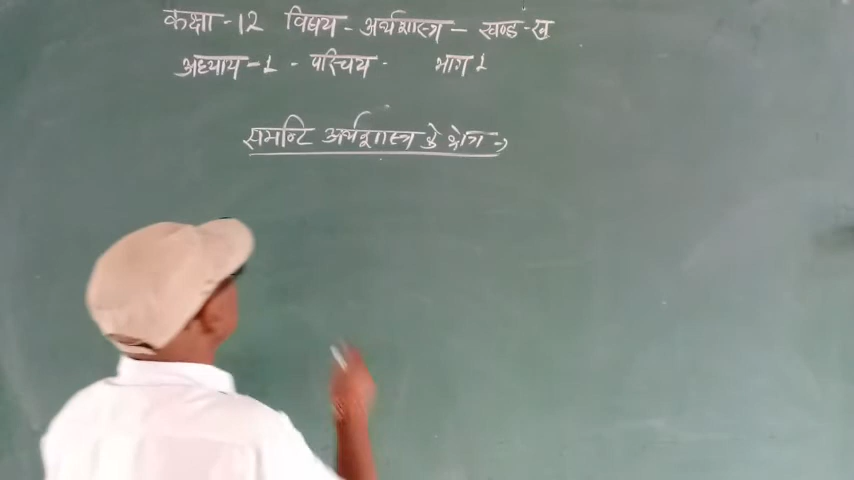 कक्षा -12 विषय - अर्थशास्त्र - खण्ड-ख
अध्याय -1 - परिचय - भाग 1
समष्टि अर्थशास्त्र के क्षेत्र →